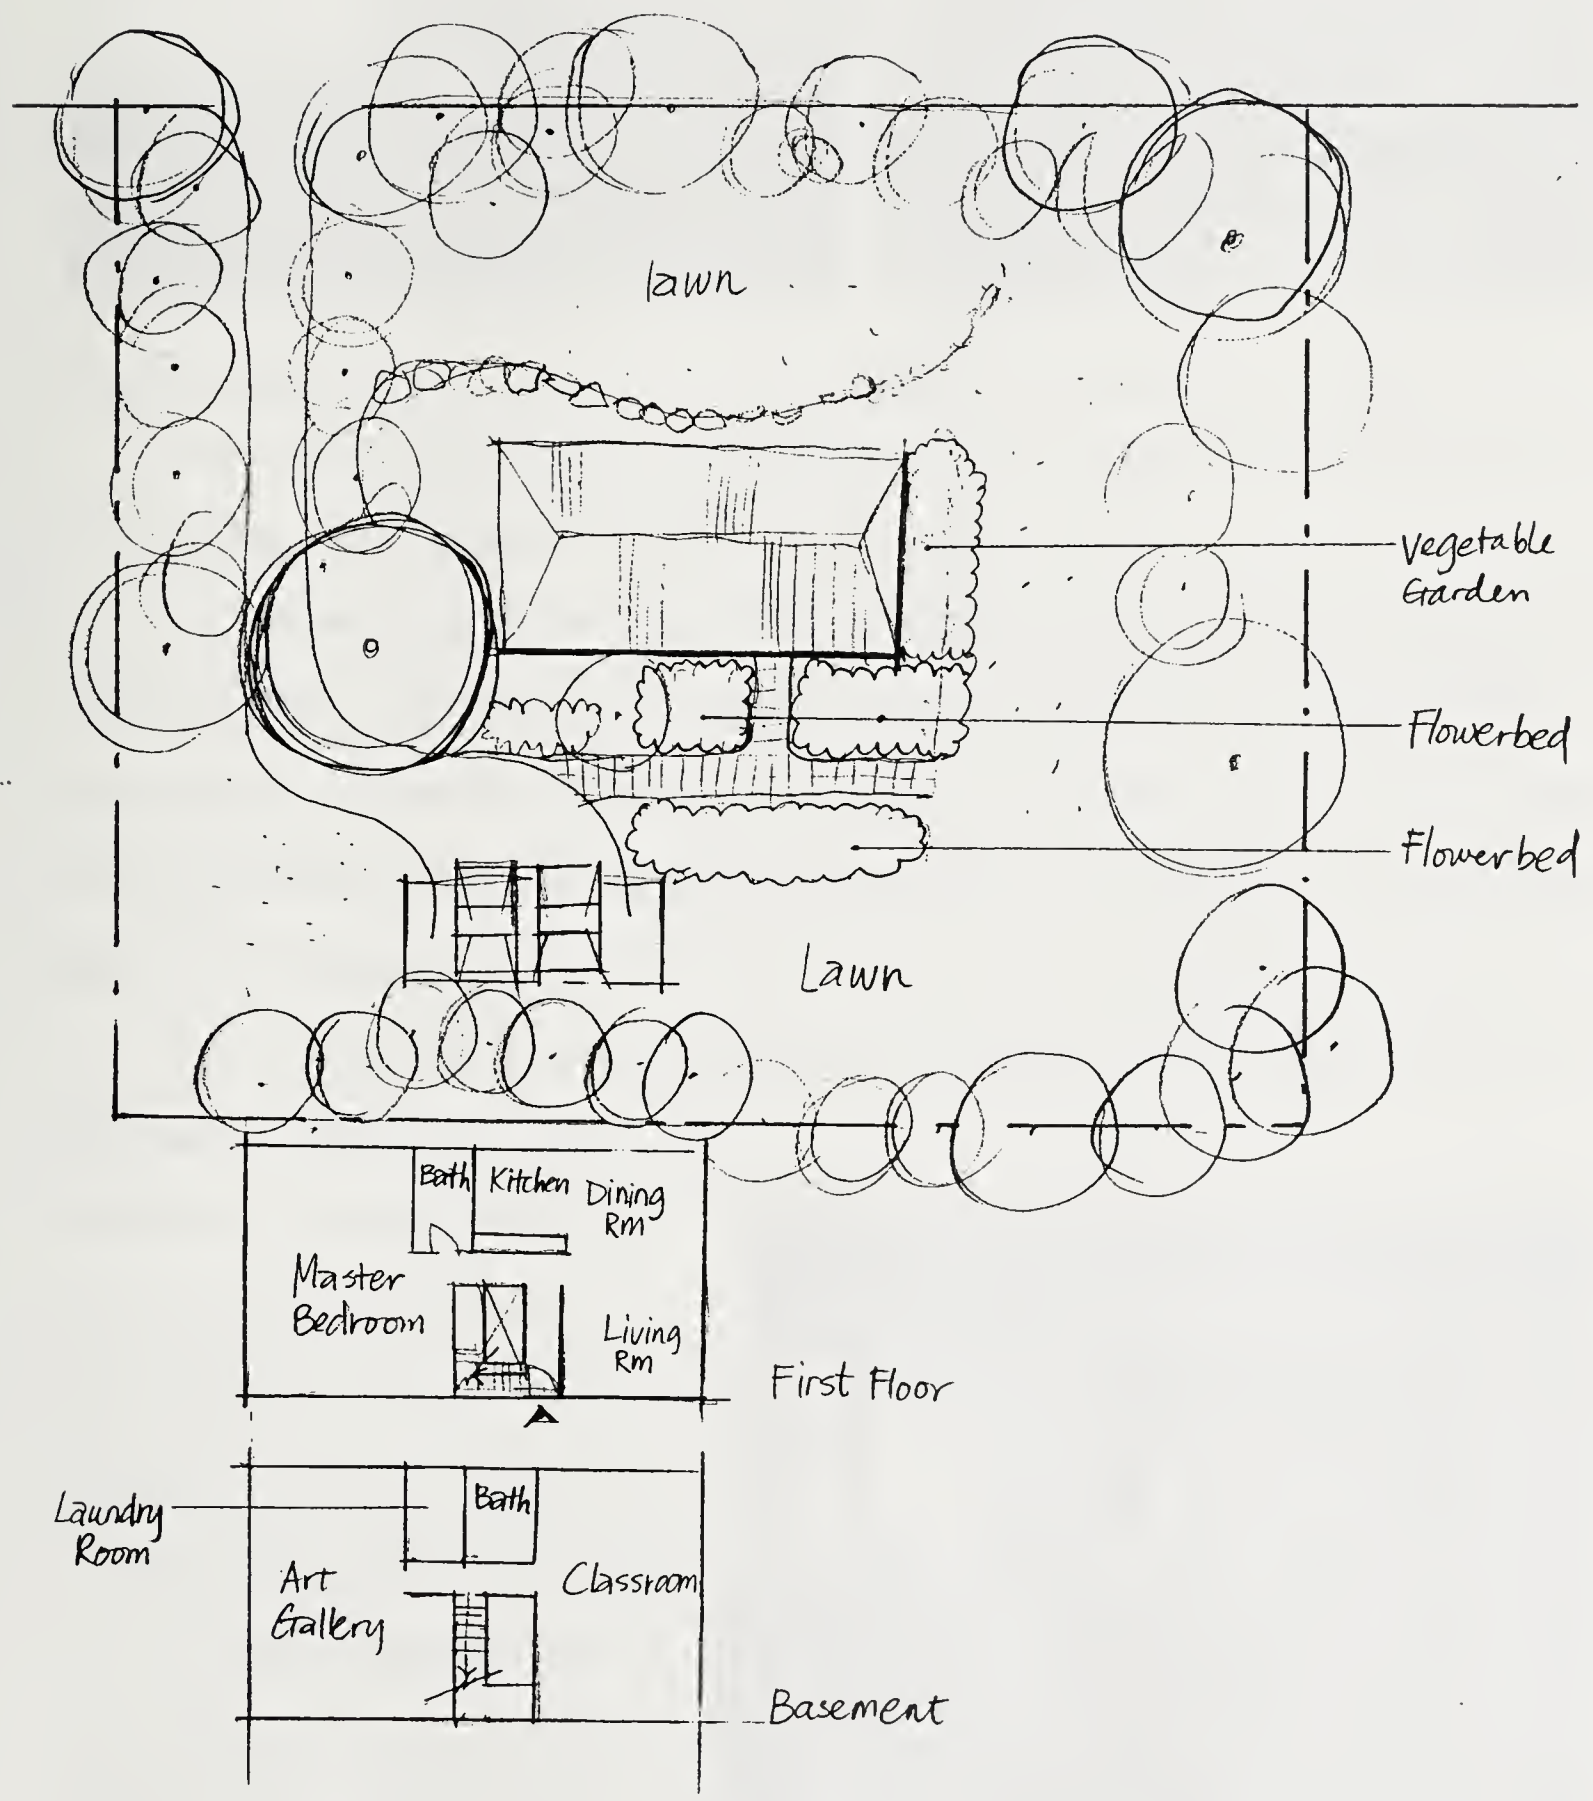 lawn
Vegetable
Garden
Flowerbed
Flowerbed
Lawn
Bath
Kitchen
Dining
Rm
Master
Bedroom
Living
Rm
First Floor
Laundry
Room
Bath
Art
Gallery
Classroom
Basement